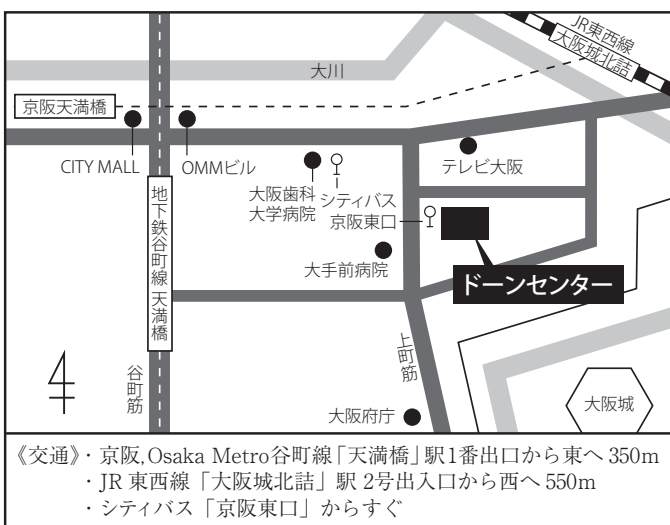 JR東西線
大阪城北詰
大川
京阪天満橋
CITY MALL
OMMビル
大阪歯科
大学病院
シティバス
京阪東口
テレビ大阪
地下鉄谷町線 天満橋
大手前病院
ドーンセンター
谷町筋
上町筋
大阪府庁
大阪城
《交通》・京阪,Osaka Metro谷町線「天満橋」駅1番出口から東へ 350m
・JR 東西線「大阪城北詰」駅 2号出入口から西へ 550m
・シティバス「京阪東口」からすぐ